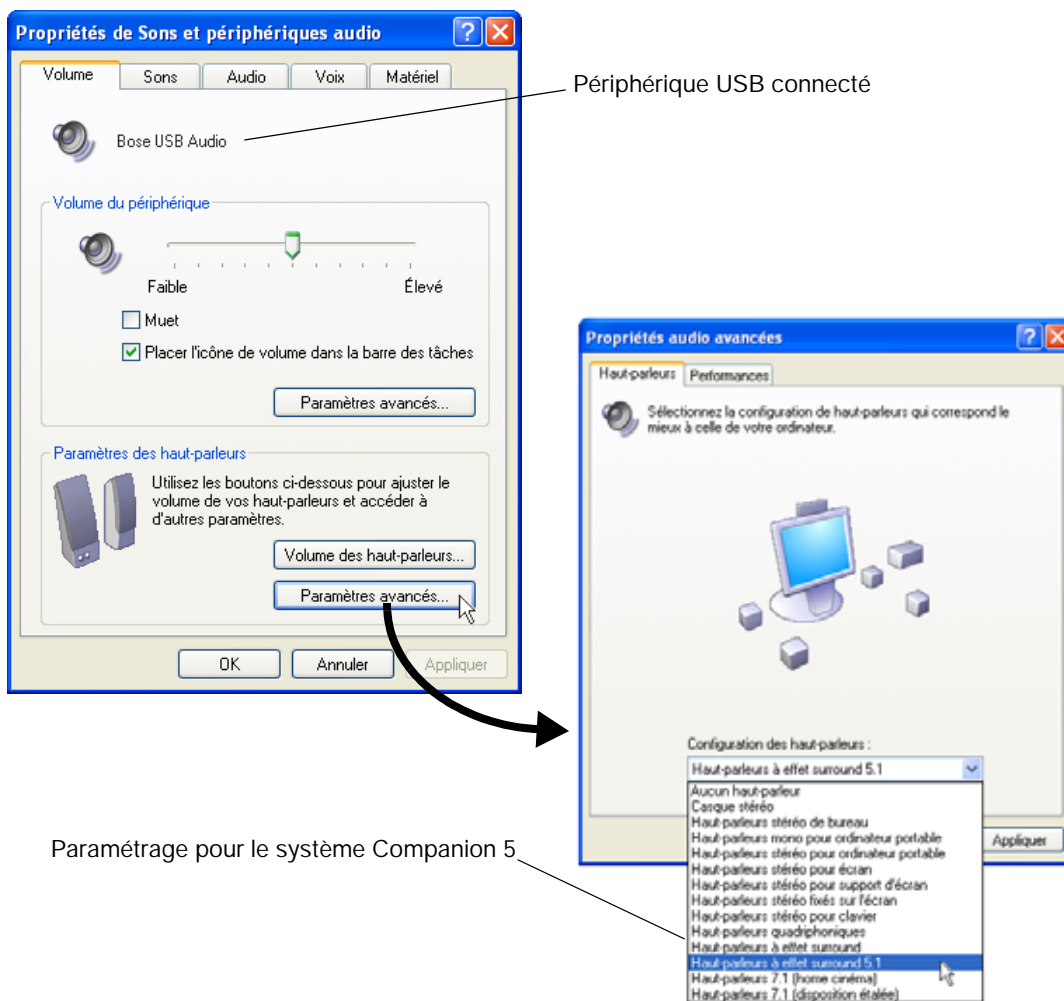 Propriétés de Sons et périphériques audio
Volume
Sons
Audio
Voix
Matériel
Périphérique USB connecté
Bose USB Audio
Volume du périphérique
Faible
Élevé
Muet
Placer l'icône de volume dans la barre des tâches
Paramètres avancés...
Paramètres des haut-parleurs
Utilisez les boutons ci-dessous pour ajuster le
volume de vos haut-parleurs et accéder à
d'autres paramètres.
Volume des haut-parleurs...
Paramètres avancés...
OK
Annuler
Appliquer
Propriétés audio avancées
Haut-parleurs
Performances
Sélectionnez la configuration de haut-parleurs qui correspond le
mieux à celle de votre ordinateur.
Configuration des haut-parleurs :
Haut-parleurs à effet surround 5.1
Aucun haut-parleur
Casque stéréo
Haut-parleurs stéréo de bureau
Haut-parleurs mono pour ordinateur portable
Haut-parleurs stéréo pour ordinateur portable
Haut-parleurs stéréo pour écran
Haut-parleurs stéréo pour support d'écran
Haut-parleurs stéréo fixés sur l'écran
Haut-parleurs stéréo pour clavier
Haut-parleurs quadriphoniques
Haut-parleurs à effet surround
Haut-parleurs à effet surround 5.1
Haut-parleurs 7.1 (home cinéma)
Haut-parleurs 7.1 (disposition étalée)
Appliquer
Paramétrage pour le système Companion 5